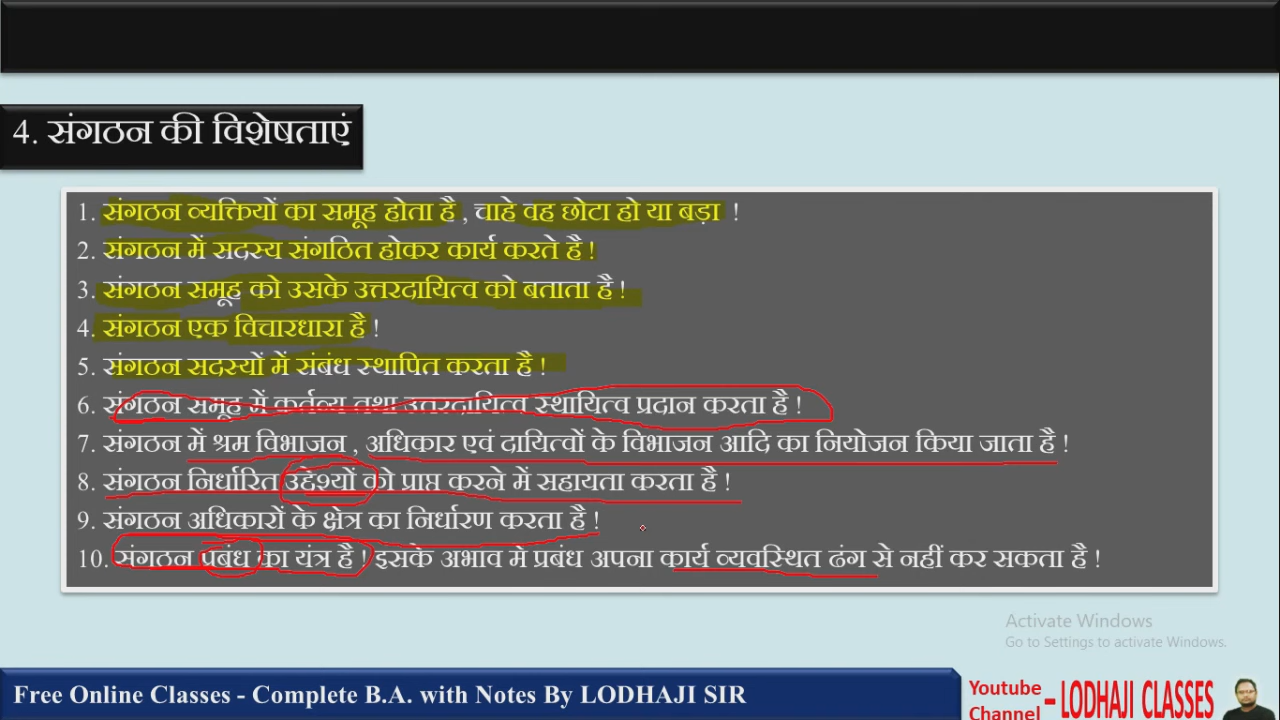 4. संगठन की विशेषताएं
1. संगठन व्यक्तियों का समूह होता है , चाहे वह छोटा हो या बड़ा !
2. संगठन में सदस्य संगठित होकर कार्य करते है !
3. संगठन समूह को उसके उत्तरदायित्व को बताता है !
4. संगठन एक विचारधारा है !
5. संगठन सदस्यों में संबंध स्थापित करता है !
6. संगठन समूह में कर्तव्य तथा उत्तरदायित्व स्थायित्व प्रदान करता है !
7. संगठन में श्रम विभाजन , अधिकार एवं दायित्वों के विभाजन आदि का नियोजन किया जाता है !
8. संगठन निर्धारित उद्देश्यों को प्राप्त करने में सहायता करता है !
9. संगठन अधिकारों के क्षेत्र का निर्धारण करता है !
10. संगठन प्रबंध का यंत्र है ! इसके अभाव मे प्रबंध अपना कार्य व्यवस्थित ढंग से नहीं कर सकता है !
Activate Windows
Go to Settings to activate Windows.
Free Online Classes - Complete B.A. with Notes By LODHAJI SIR
Youtube Channel – LODHAJI CLASSES